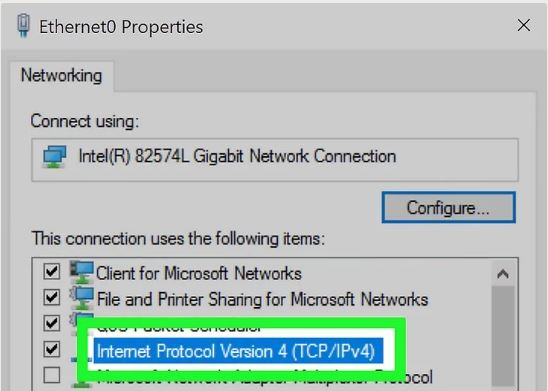 Ethernet0 Properties
Networking
Connect using:
Intel(R) 82574L Gigabit Network Connection
Configure...
This connection uses the following items:
Client for Microsoft Networks
File and Printer Sharing for Microsoft Networks
QoS Packet Scheduler
Internet Protocol Version 4 (TCP/IPv4)
Microsoft Network Adapter Multiplexor Protocol